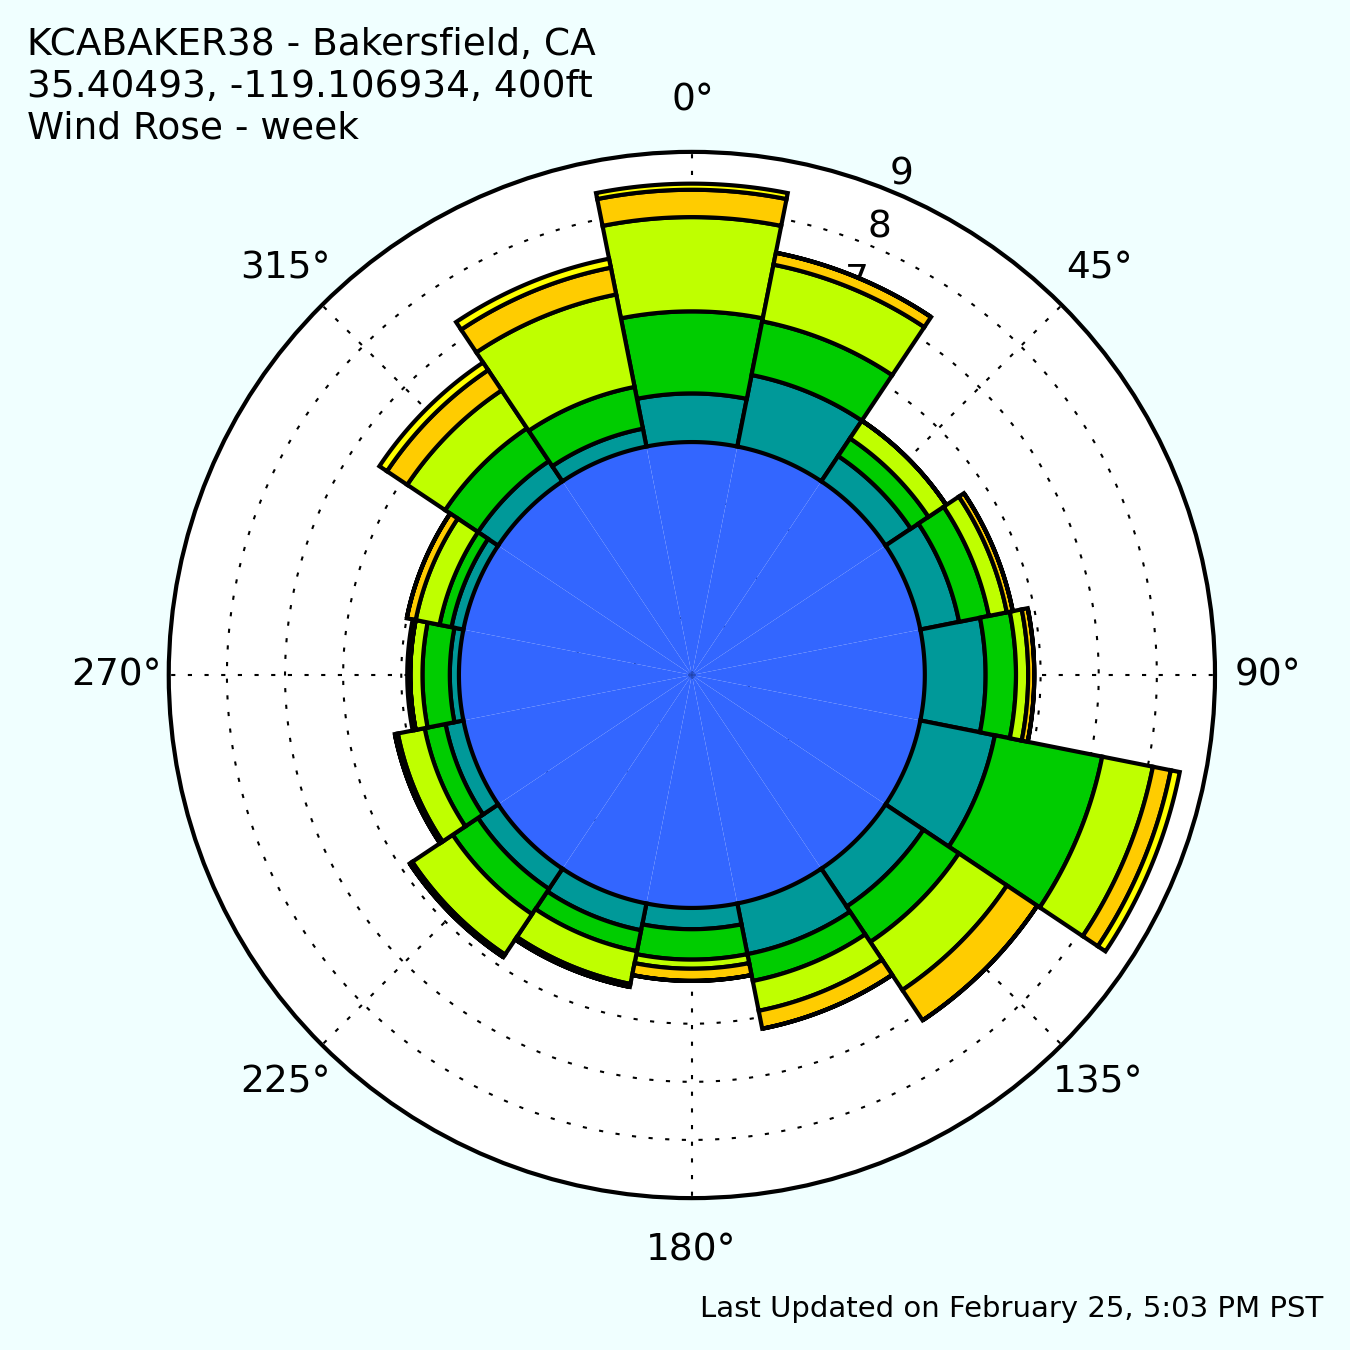 KCABAKER38 - Bakersfield, CA
35.40493, -119.106934, 400ft
Wind Rose - week
0°
9
8
7
315°
45°
270°
90°
225°
135°
180°
Last Updated on February 25, 5:03 PM PST